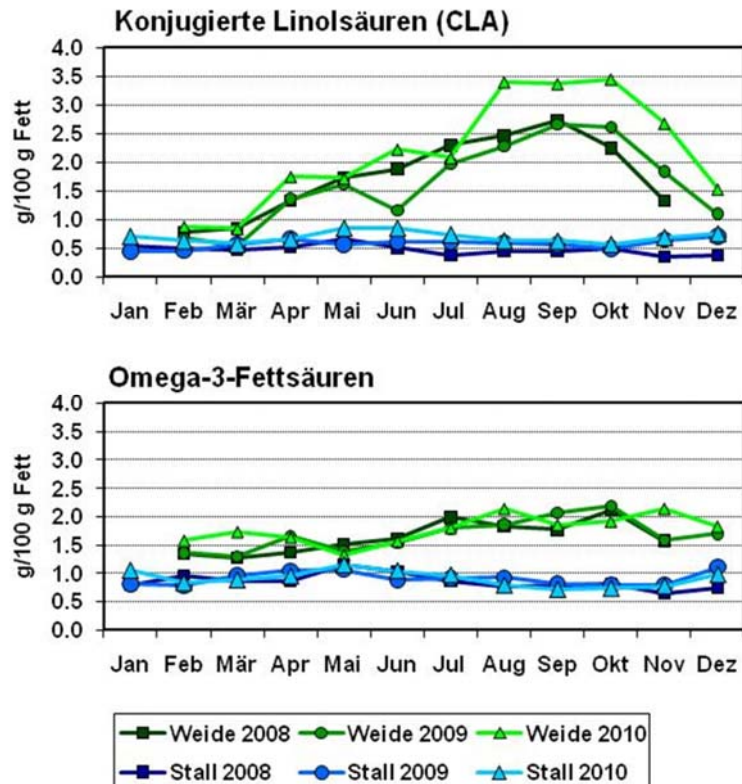 Konjugierte Linolsäuren (CLA)
g/100 g Fett
4.0
3.5
3.0
2.5
2.0
1.5
1.0
0.5
0.0
Jan Feb Mär Apr Mai Jun Jul Aug Sep Okt Nov Dez
Omega-3-Fettsäuren
g/100 g Fett
4.0
3.5
3.0
2.5
2.0
1.5
1.0
0.5
0.0
Jan Feb Mär Apr Mai Jun Jul Aug Sep Okt Nov Dez
Weide 2008 Weide 2009 Weide 2010
Stall 2008 Stall 2009 Stall 2010